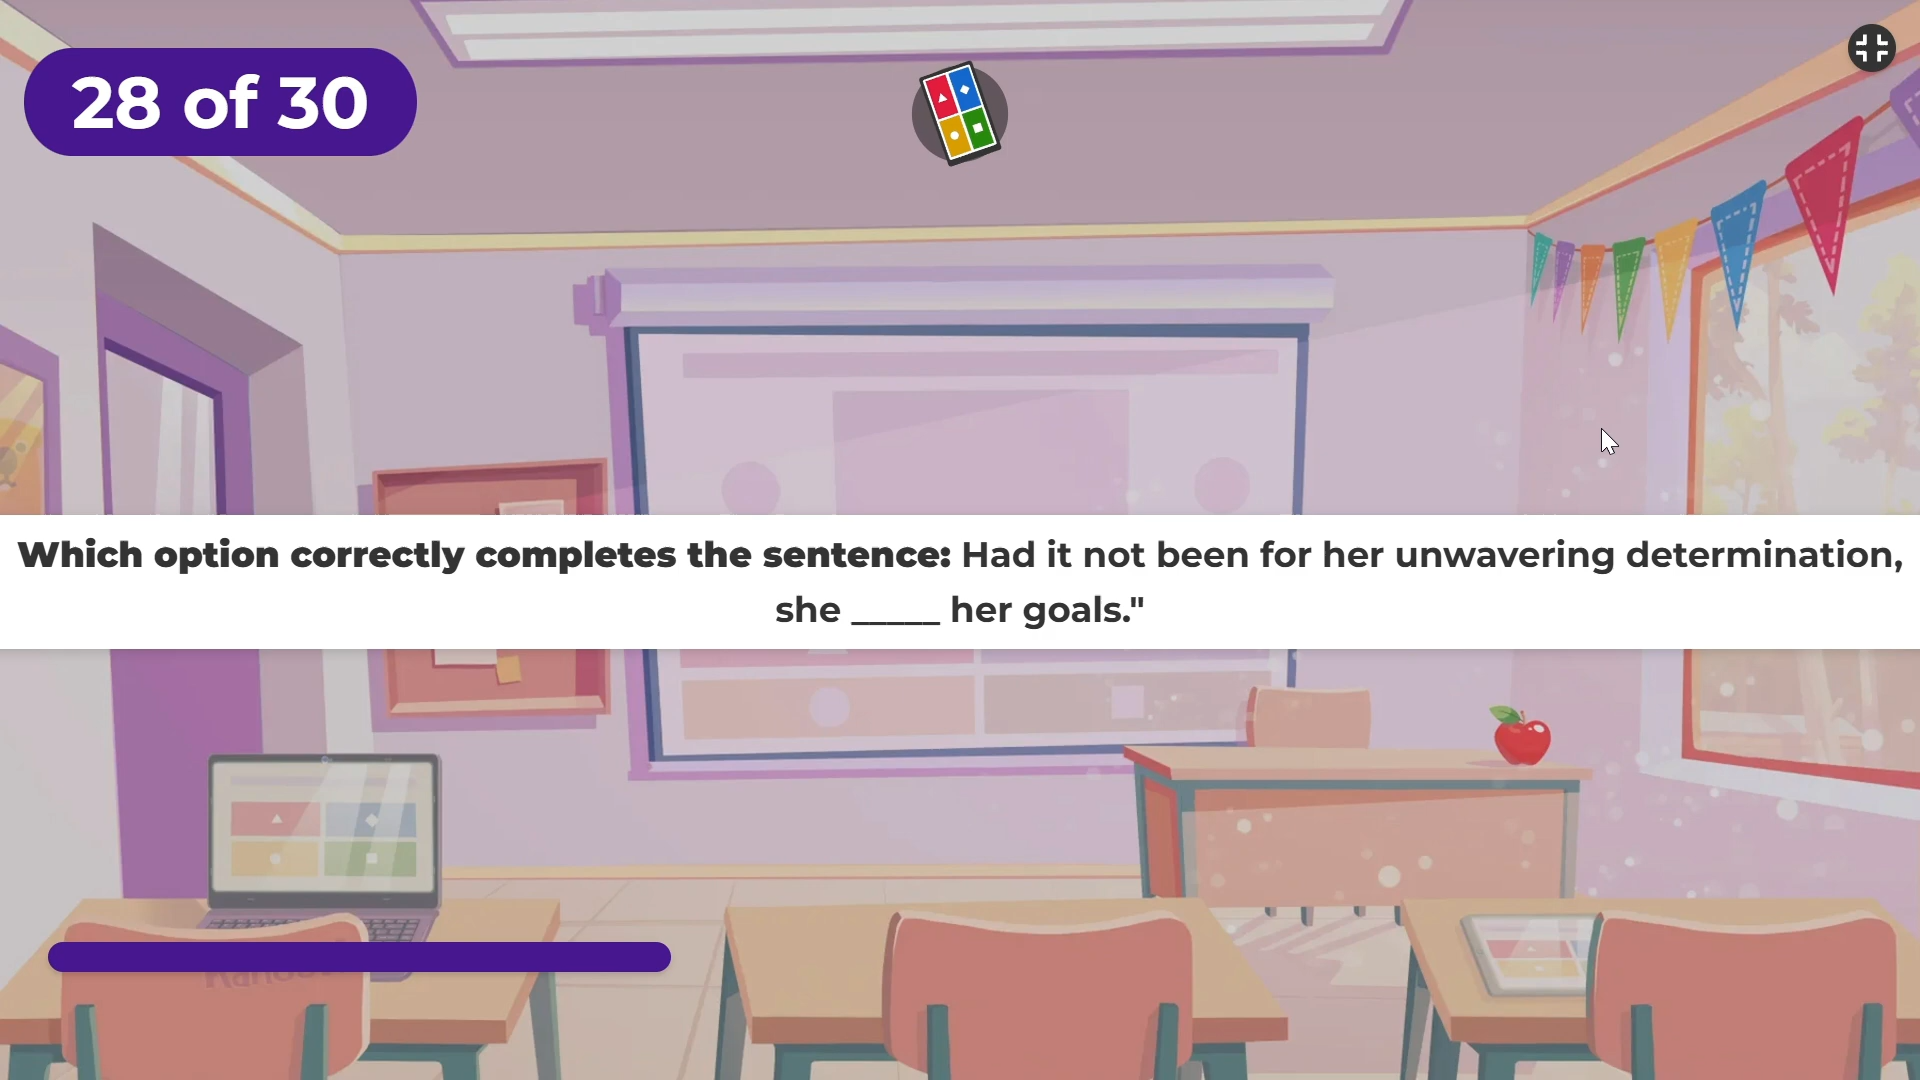 28 of 30
Which option correctly completes the sentence: Had it not been for her unwavering determination,
she _____ her goals."